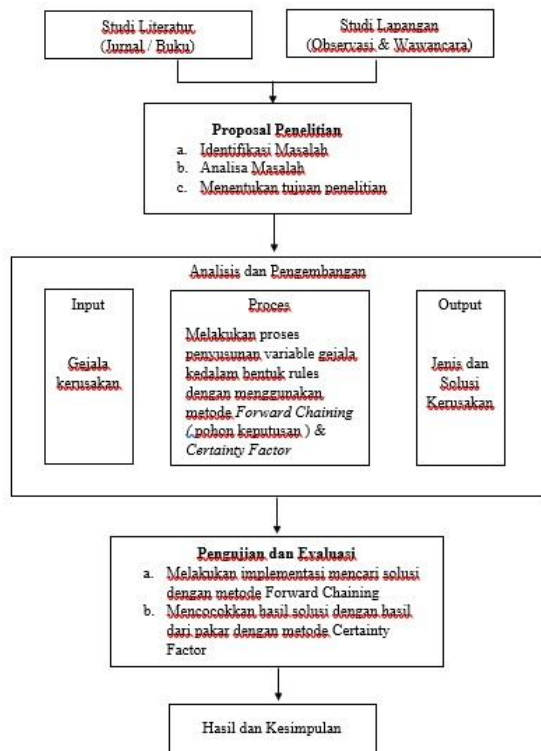 Studi Literatur
(Jurnal / Buku)
Studi Lapangan
(Observasi & Wawancara)
Proposal Penelitian
a. Identifikasi Masalah
b. Analisa Masalah
c. Menentukan tujuan penelitian
Analisis dan Pengembangan
Input
Gejala
kerusakan
Proces
Melakukan proses
penyusunan variable gejala
kedalam bentuk rules
dengan menggunakan
metode Forward Chaining
( pohon keputusan ) &
Certainty Factor
Output
Jenis dan
Solusi
Kerusakan
Pengujian dan Evaluasi
a. Melakukan implementasi mencari solusi
dengan metode Forward Chaining
b. Mencocokkan hasil solusi dengan hasil
dari pakar dengan metode Certainty
Factor
Hasil dan Kesimpulan